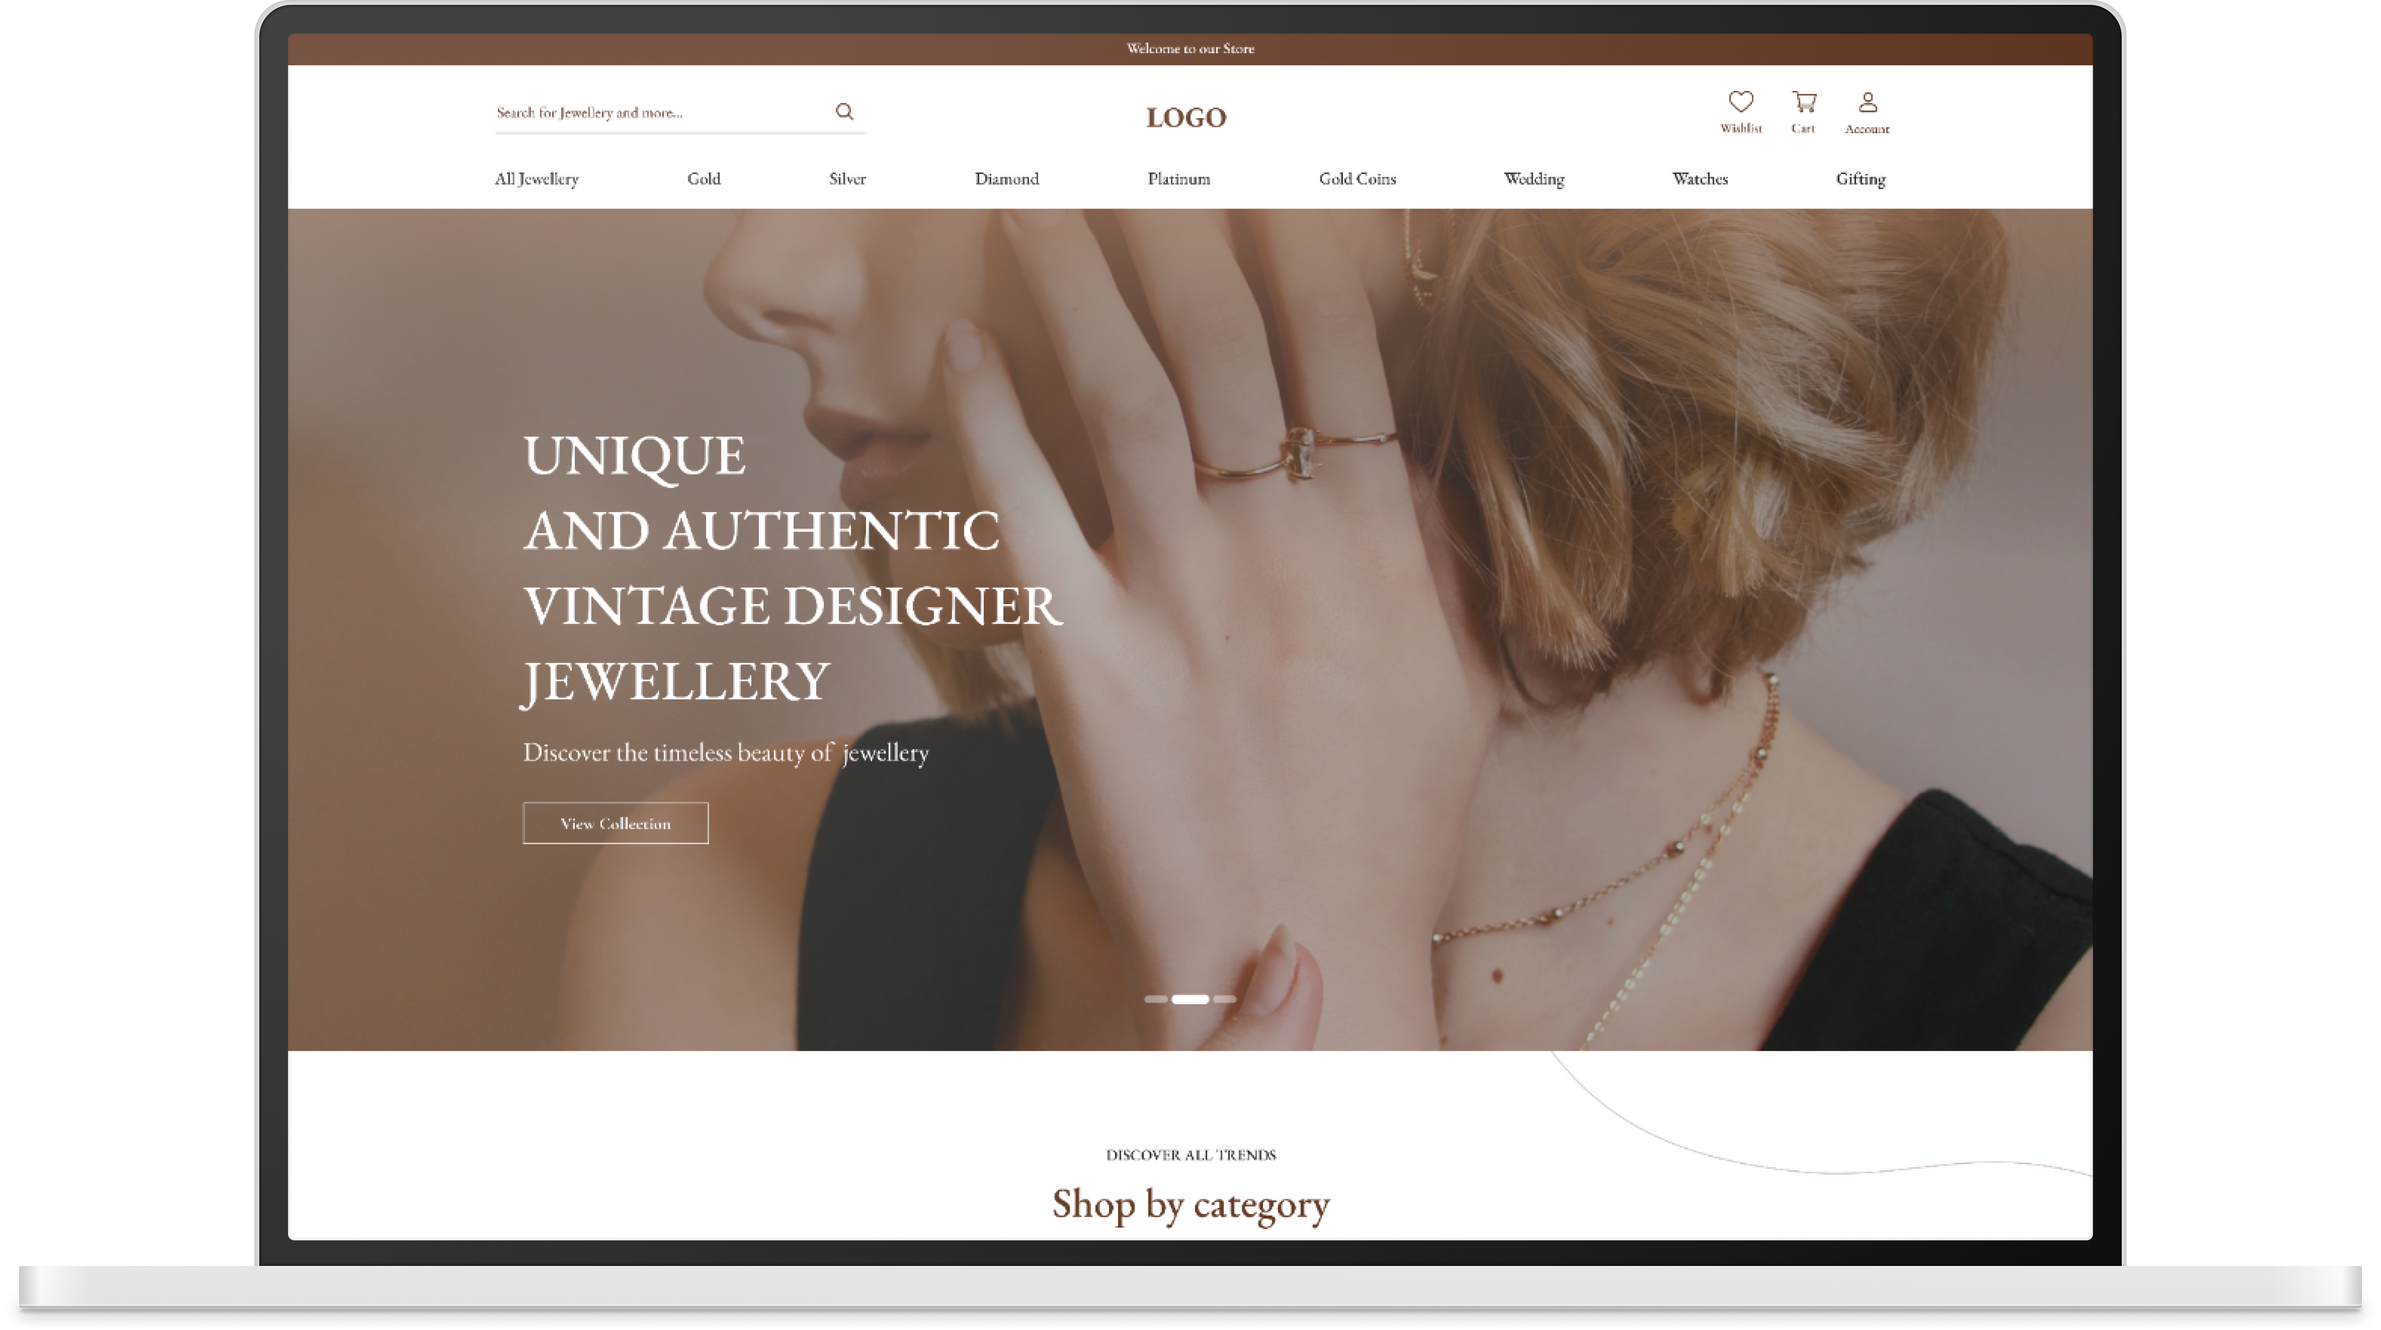 Welcome to our Store
Search for Jewellery and more...
LOGO
Wishlist
Cart
Account
All Jewellery
Gold
Silver
Diamond
Platinum
Gold Coins
Wedding
Watches
Gifting
UNIQUE
AND AUTHENTIC
VINTAGE DESIGNER
JEWELLERY
Discover the timeless beauty of jewellery
View Collection
DISCOVER ALL TRENDS
Shop by category